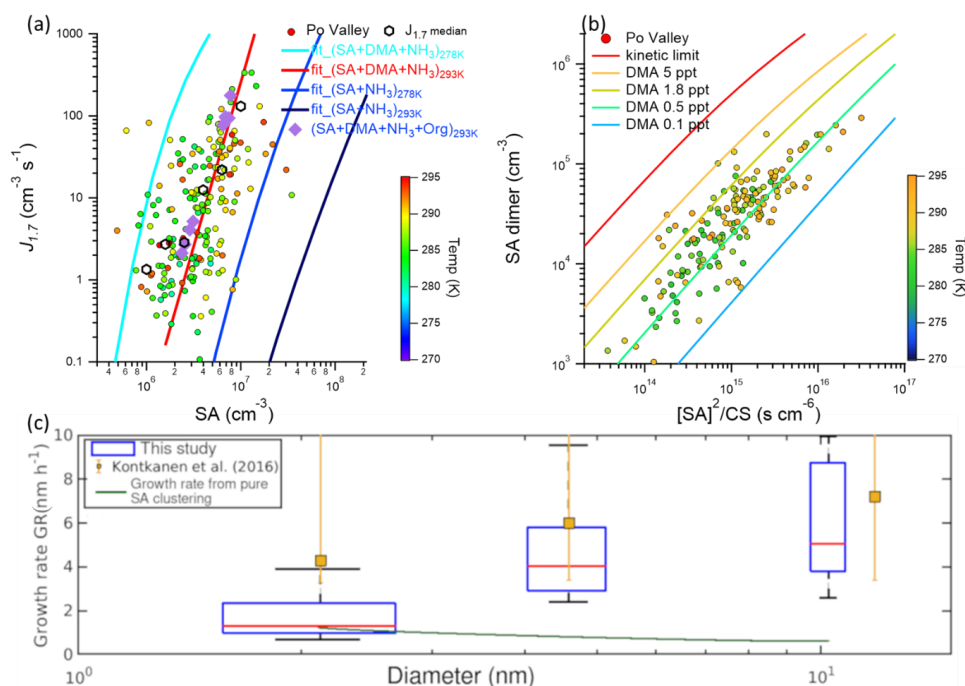 (a)
Po Valley
J1.7 median
fit_(SA+DMA+NH3)278K
fit_(SA+DMA+NH3)293K
fit_(SA+NH3)278K
fit_(SA+NH3)293K
(SA+DMA+NH3+Org)293K
1000
100
10
1
0.1
J1.7 (cm-3 s-1)
4 6 8 2 4 6 8 2 4 6 8 2
10^6
10^7
10^8
SA (cm-3)
295
290
285
280
275
270
Temp (K)
(b)
Po Valley
kinetic limit
DMA 5 ppt
DMA 1.8 ppt
DMA 0.5 ppt
DMA 0.1 ppt
10^6
10^5
10^4
10^3
SA dimer (cm-3)
10^14
10^15
10^16
10^17
[SA]^2/CS (s cm-6)
295
290
285
280
275
270
Temp (K)
(c)
This study
Kontkanen et al. (2016)
Growth rate from pure
SA clustering
10
8
6
4
2
0
Growth rate GR(nm h-1)
10^0
10^1
Diameter (nm)